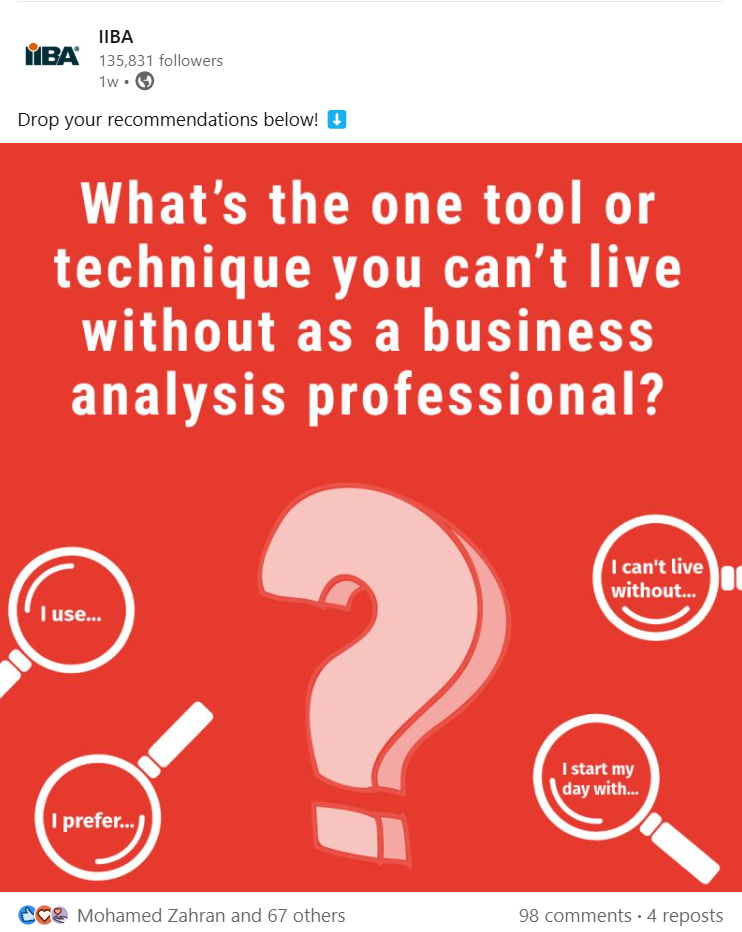 IIBA
IIBA®
135,831 followers
1w •
Drop your recommendations below!
What's the one tool or
technique you can't live
without as a business
analysis professional?
I can't live
without...
I use...
I start my
day with...
I prefer...
Mohamed Zahran and 67 others
98 comments · 4 reposts